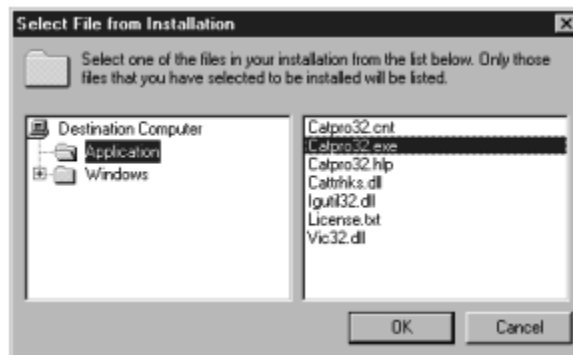 Select File from Installation
Select one of the files in your installation from the list below. Only those
files that you have selected to be installed will be listed.
Destination Computer
Application
Windows
Catpro32.cnt
Catpro32.exe
Catpro32.hlp
Cattrhks.dll
Igutil32.dll
License.txt
Vic32.dll
OK
Cancel